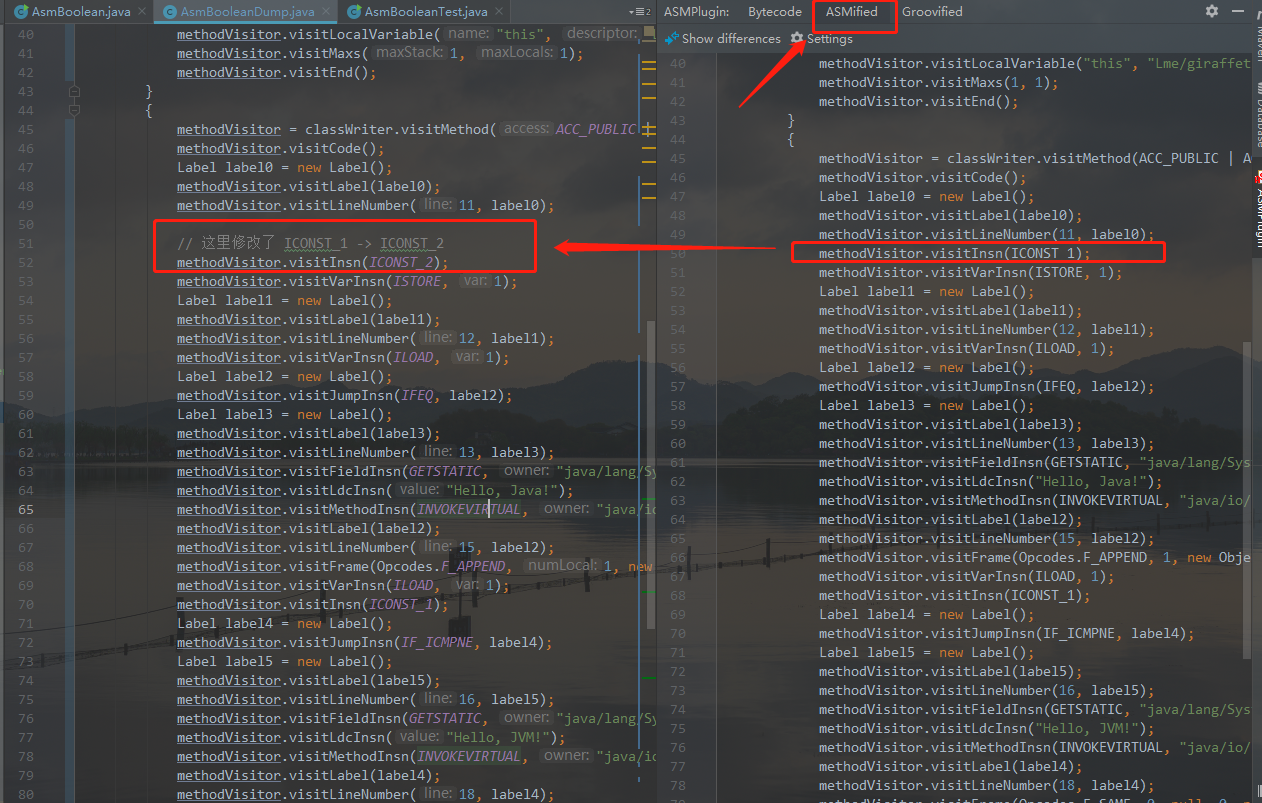 AsmBoolean.java
AsmBooleanDump.java
AsmBooleanTest.java
2
ASMPlugin:
Bytecode
ASMified
Groovified
Show differences
Settings
40 methodVisitor.visitLocalVariable( name: "this", descriptor:
41 methodVisitor.visitMaxs( maxStack: 1, maxLocals: 1);
42 methodVisitor.visitEnd();
43 }
44 {
45 methodVisitor = classWriter.visitMethod( access: ACC_PUBLIC
46 methodVisitor.visitCode();
47 Label label0 = new Label();
48 methodVisitor.visitLabel(label0);
49 methodVisitor.visitLineNumber( line: 11, label0);
50
51 // 这里修改了 ICONST_1 -> ICONST_2
52 methodVisitor.visitInsn(ICONST_2);
53 methodVisitor.visitVarInsn(ISTORE, var: 1);
54 Label label1 = new Label();
55 methodVisitor.visitLabel(label1);
56 methodVisitor.visitLineNumber( line: 12, label1);
57 methodVisitor.visitVarInsn(ILOAD, var: 1);
58 Label label2 = new Label();
59 methodVisitor.visitJumpInsn(IFEQ, label2);
60 Label label3 = new Label();
61 methodVisitor.visitLabel(label3);
62 methodVisitor.visitLineNumber( line: 13, label3);
63 methodVisitor.visitFieldInsn(GETSTATIC, owner: "java/lang/Sy
64 methodVisitor.visitLdcInsn( value: "Hello, Java!");
65 methodVisitor.visitMethodInsn(INVOKEVIRTUAL, owner: "java/io
66 methodVisitor.visitLabel(label2);
67 methodVisitor.visitLineNumber( line: 15, label2);
68 methodVisitor.visitFrame(Opcodes.F_APPEND, numLocal: 1, new
69 methodVisitor.visitVarInsn(ILOAD, var: 1);
70 methodVisitor.visitInsn(ICONST_1);
71 Label label4 = new Label();
72 methodVisitor.visitJumpInsn(IF_ICMPNE, label4);
73 Label label5 = new Label();
74 methodVisitor.visitLabel(label5);
75 methodVisitor.visitLineNumber( line: 16, label5);
76 methodVisitor.visitFieldInsn(GETSTATIC, owner: "java/lang/Sy
77 methodVisitor.visitLdcInsn( value: "Hello, JVM!");
78 methodVisitor.visitMethodInsn(INVOKEVIRTUAL, owner: "java/io
79 methodVisitor.visitLabel(label4);
80 methodVisitor.visitLineNumber( line: 18, label4);
40 methodVisitor.visitLocalVariable("this", "Lme/giraffet
41 methodVisitor.visitMaxs(1, 1);
42 methodVisitor.visitEnd();
43 }
44 {
45 methodVisitor = classWriter.visitMethod(ACC_PUBLIC | A
46 methodVisitor.visitCode();
47 Label label0 = new Label();
48 methodVisitor.visitLabel(label0);
49 methodVisitor.visitLineNumber(11, label0);
50 methodVisitor.visitInsn(ICONST_1);
51 methodVisitor.visitVarInsn(ISTORE, 1);
52 Label label1 = new Label();
53 methodVisitor.visitLabel(label1);
54 methodVisitor.visitLineNumber(12, label1);
55 methodVisitor.visitVarInsn(ILOAD, 1);
56 Label label2 = new Label();
57 methodVisitor.visitJumpInsn(IFEQ, label2);
58 Label label3 = new Label();
59 methodVisitor.visitLabel(label3);
60 methodVisitor.visitLineNumber(13, label3);
61 methodVisitor.visitFieldInsn(GETSTATIC, "java/lang/Sys
62 methodVisitor.visitLdcInsn("Hello, Java!");
63 methodVisitor.visitMethodInsn(INVOKEVIRTUAL, "java/io/
64 methodVisitor.visitLabel(label2);
65 methodVisitor.visitLineNumber(15, label2);
66 methodVisitor.visitFrame(Opcodes.F_APPEND, 1, new Obje
67 methodVisitor.visitVarInsn(ILOAD, 1);
68 methodVisitor.visitInsn(ICONST_1);
69 Label label4 = new Label();
70 methodVisitor.visitJumpInsn(IF_ICMPNE, label4);
71 Label label5 = new Label();
72 methodVisitor.visitLabel(label5);
73 methodVisitor.visitLineNumber(16, label5);
74 methodVisitor.visitFieldInsn(GETSTATIC, "java/lang/Sys
75 methodVisitor.visitLdcInsn("Hello, JVM!");
76 methodVisitor.visitMethodInsn(INVOKEVIRTUAL, "java/io/
77 methodVisitor.visitLabel(label4);
78 methodVisitor.visitLineNumber(18, label4);
Database